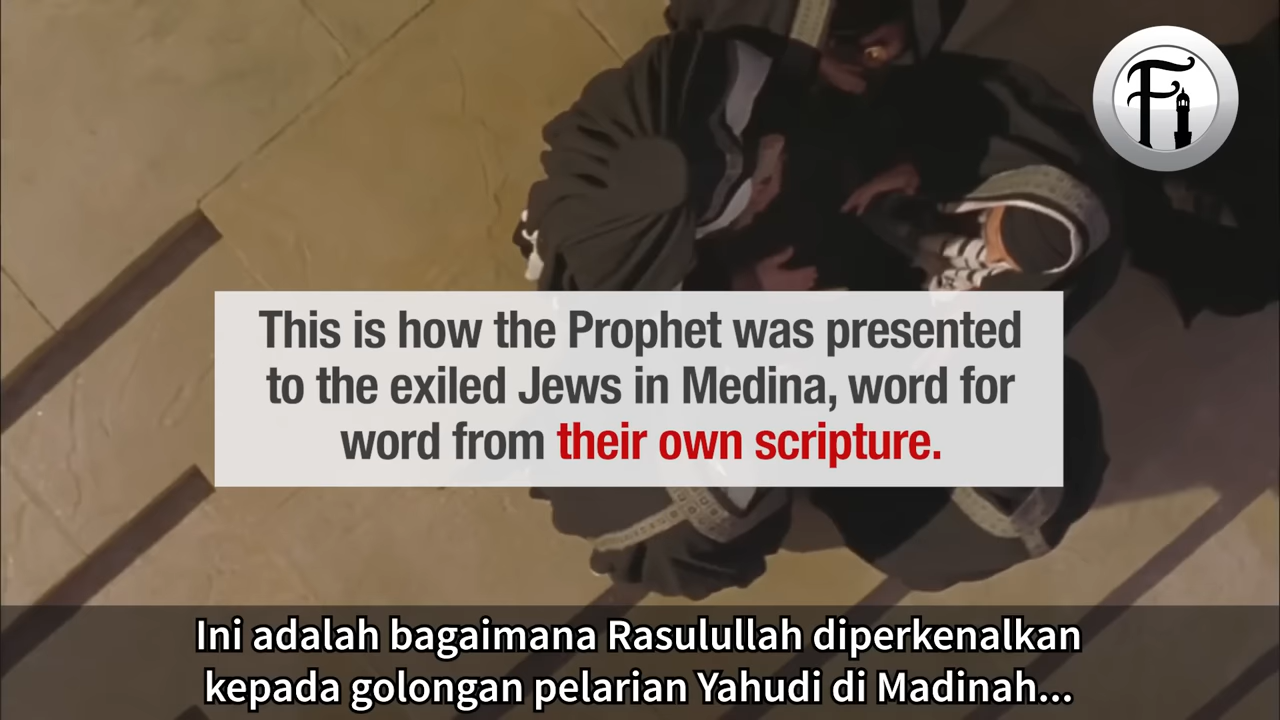 Fi
This is how the Prophet was presented
to the exiled Jews in Medina, word for
word from their own scripture.
Ini adalah bagaimana Rasulullah diperkenalkan
kepada golongan pelarian Yahudi di Madinah...